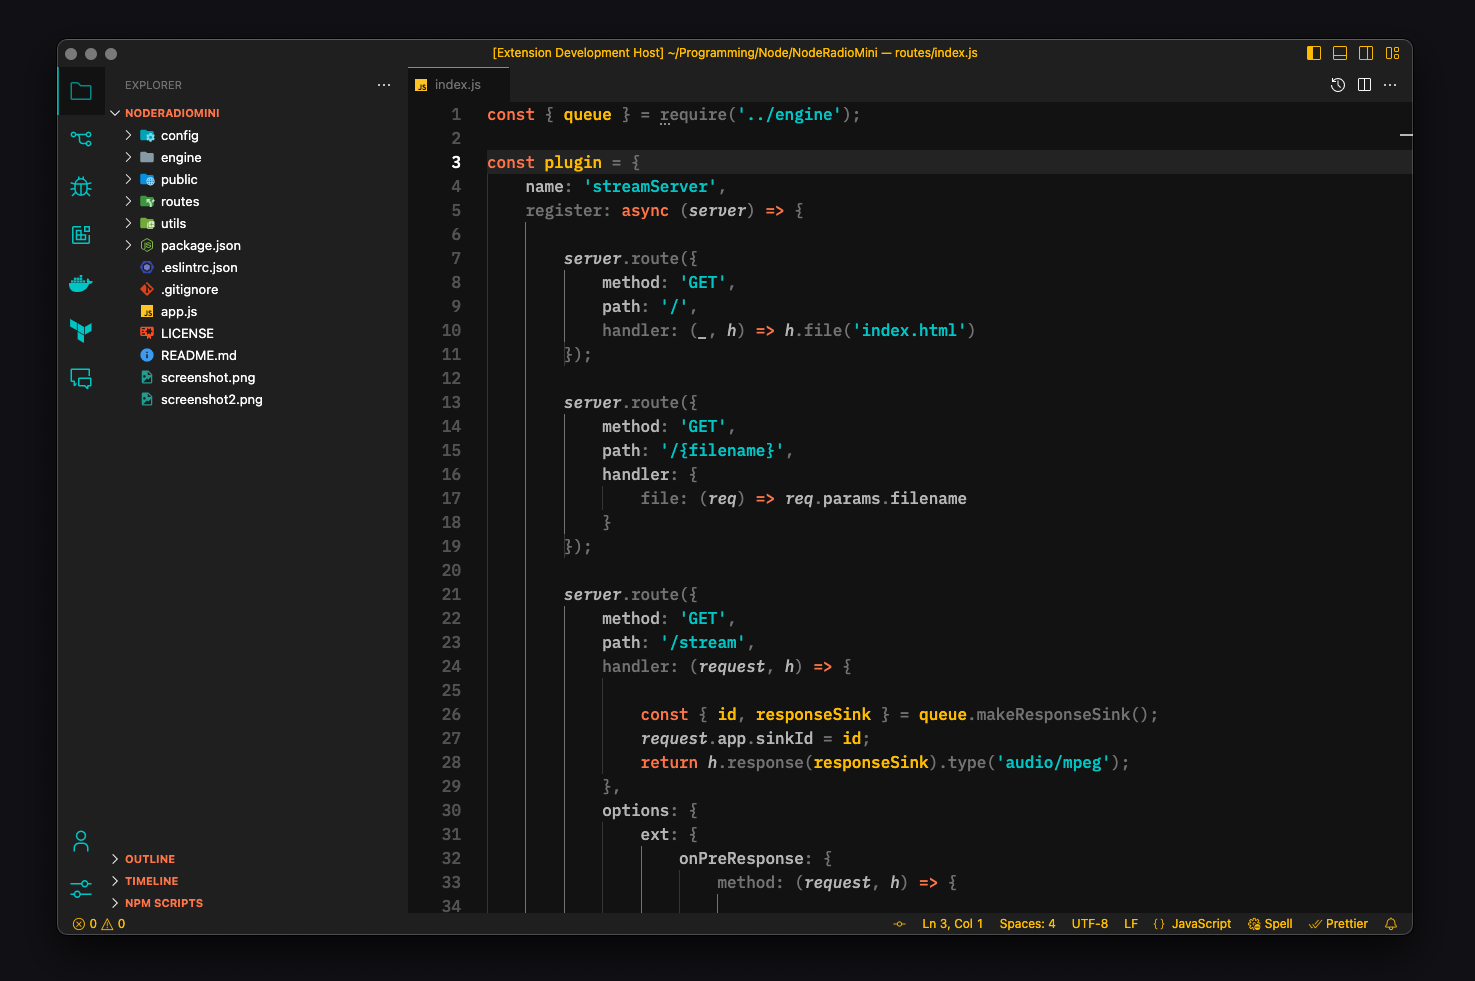 [Extension Development Host] ~/Programming/Node/NodeRadioMini — routes/index.js
EXPLORER
NODERADIOMINI
config
engine
public
routes
utils
package.json
.eslintrc.json
.gitignore
app.js
LICENSE
README.md
screenshot.png
screenshot2.png
OUTLINE
TIMELINE
NPM SCRIPTS
JS index.js
1 const { queue } = require('../engine');
2
3 const plugin = {
4 name: 'streamServer',
5 register: async (server) => {
6
7 server.route({
8 method: 'GET',
9 path: '/',
10 handler: (_, h) => h.file('index.html')
11 });
12
13 server.route({
14 method: 'GET',
15 path: '/{filename}',
16 handler: {
17 file: (req) => req.params.filename
18 }
19 });
20
21 server.route({
22 method: 'GET',
23 path: '/stream',
24 handler: (request, h) => {
25
26 const { id, responseSink } = queue.makeResponseSink();
27 request.app.sinkId = id;
28 return h.response(responseSink).type('audio/mpeg');
29 },
30 options: {
31 ext: {
32 onPreResponse: {
33 method: (request, h) => {
34
0 0
Ln 3, Col 1 Spaces: 4 UTF-8 LF {} JavaScript Spell Prettier